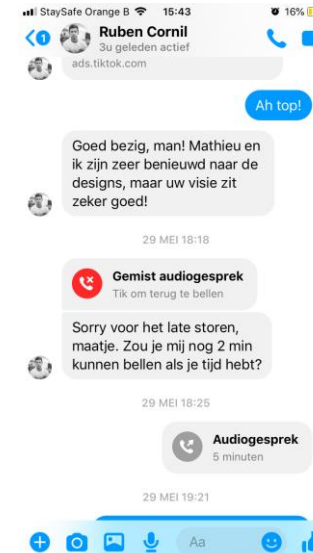 StaySafe Orange B 15:43 16%
1 Ruben Cornil
3u geleden actief
ads.tiktok.com
Ah top!
Goed bezig, man! Mathieu en
ik zijn zeer benieuwd naar de
designs, maar uw visie zit
zeker goed!
29 MEI 18:18
Gemist audiogesprek
Tik om terug te bellen
Sorry voor het late storen,
maatje. Zou je mij nog 2 min
kunnen bellen als je tijd hebt?
29 MEI 18:25
Audiogesprek
5 minuten
29 MEI 19:21
Aa